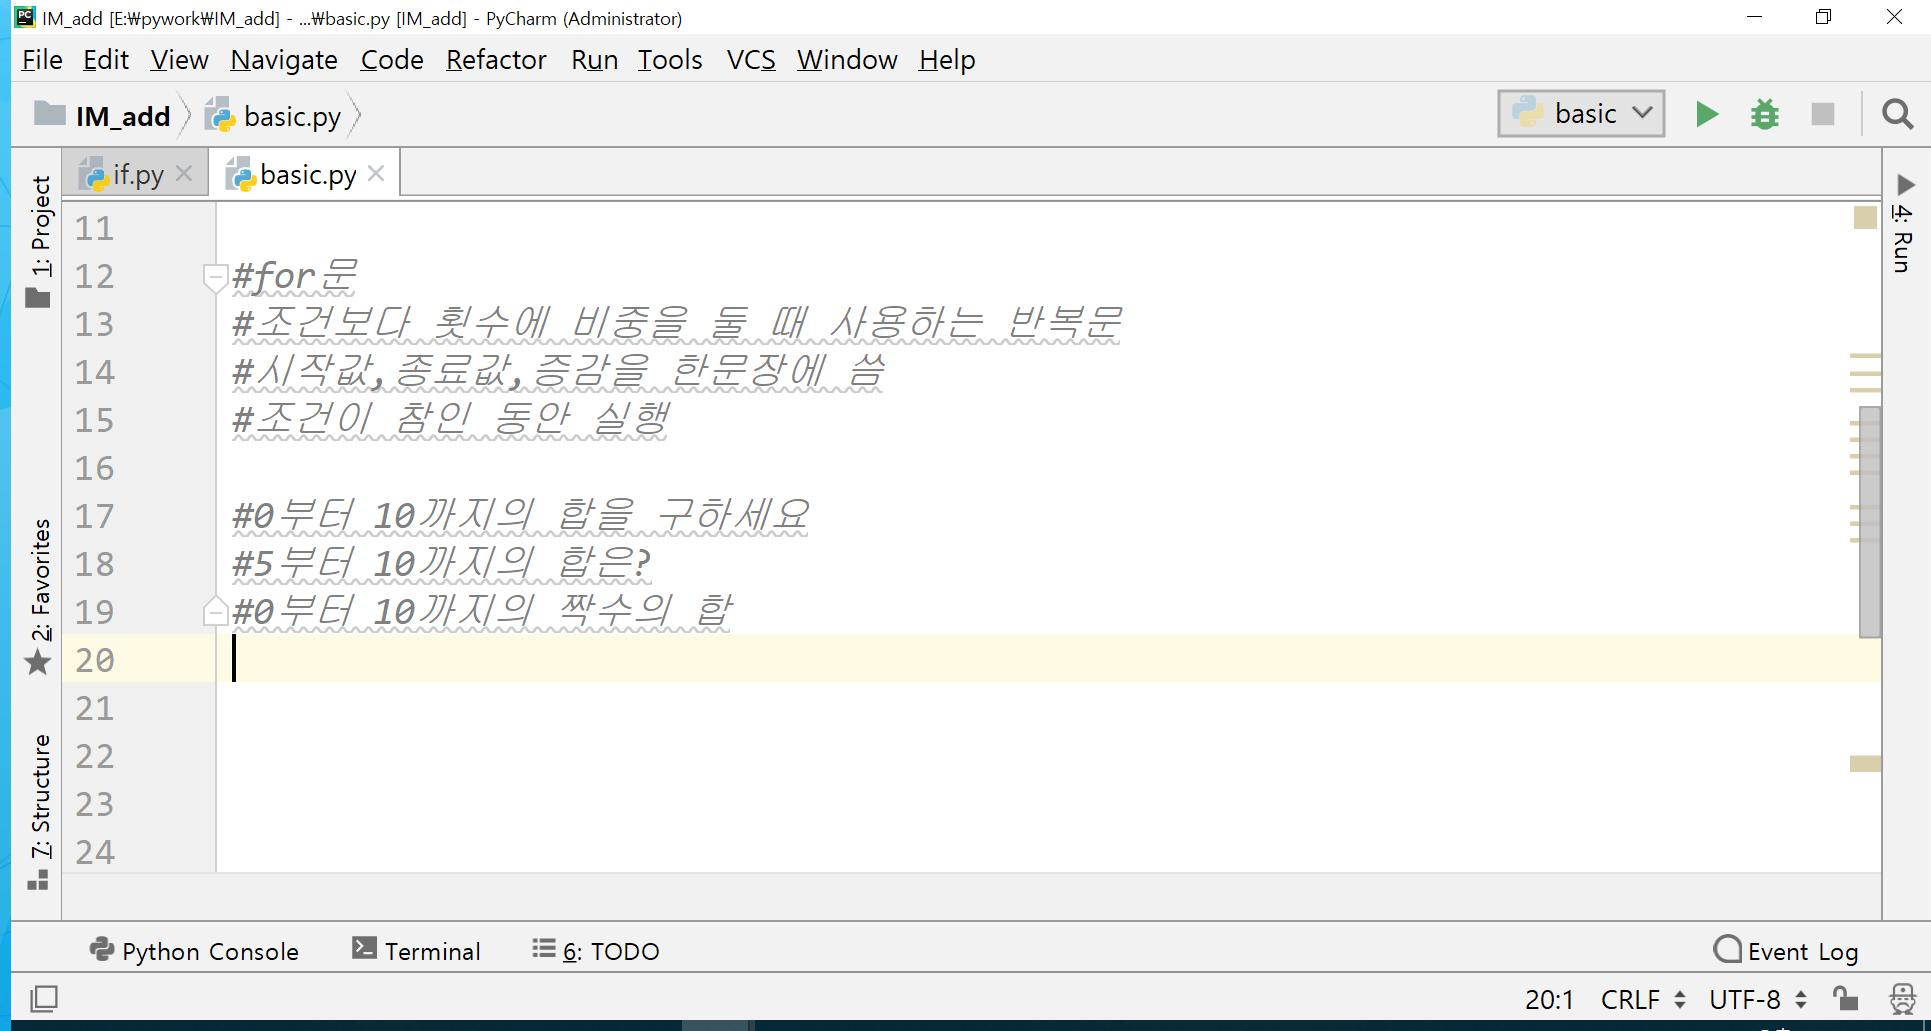 IM_add [E:₩pywork₩IM_add] - ...₩basic.py [IM_add] - PyCharm (Administrator)
File Edit View Navigate Code Refactor Run Tools VCS Window Help
IM_add basic.py basic
if.py basic.py
1: Project
2: Favorites
7: Structure
4: Run
11
12 #for문
13 #조건보다 횟수에 비중을 둘 때 사용하는 반복문
14 #시작값,종료값,증감을 한문장에 씀
15 #조건이 참인 동안 실행
16
17 #0부터 10까지의 합을 구하세요
18 #5부터 10까지의 합은?
19 #0부터 10까지의 짝수의 합
20
21
22
23
24
Python Console Terminal 6: TODO Event Log
20:1 CRLF UTF-8